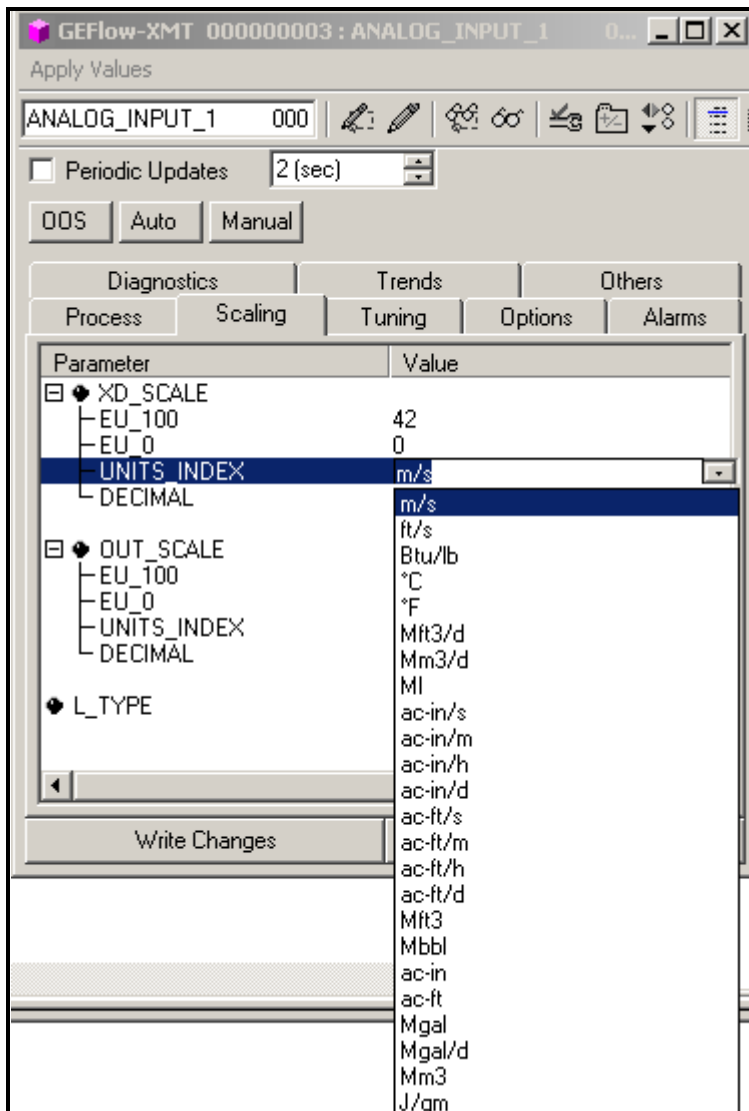 GEFlow-XMT 000000003 : ANALOG_INPUT_1 0...
Apply Values
ANALOG_INPUT_1 000
Periodic Updates 2 (sec)
OOS Auto Manual
Diagnostics Trends Others
Process Scaling Tuning Options Alarms
Parameter Value
XD_SCALE
EU_100 42
EU_0 0
UNITS_INDEX m/s
DECIMAL
OUT_SCALE
EU_100
EU_0
UNITS_INDEX
DECIMAL
L_TYPE
m/s
ft/s
Btu/lb
°C
°F
Mft3/d
Mm3/d
Ml
ac-in/s
ac-in/m
ac-in/h
ac-in/d
ac-ft/s
ac-ft/m
ac-ft/h
ac-ft/d
Mft3
Mbbl
ac-in
ac-ft
Mgal
Mgal/d
Mm3
J/gm
Write Changes